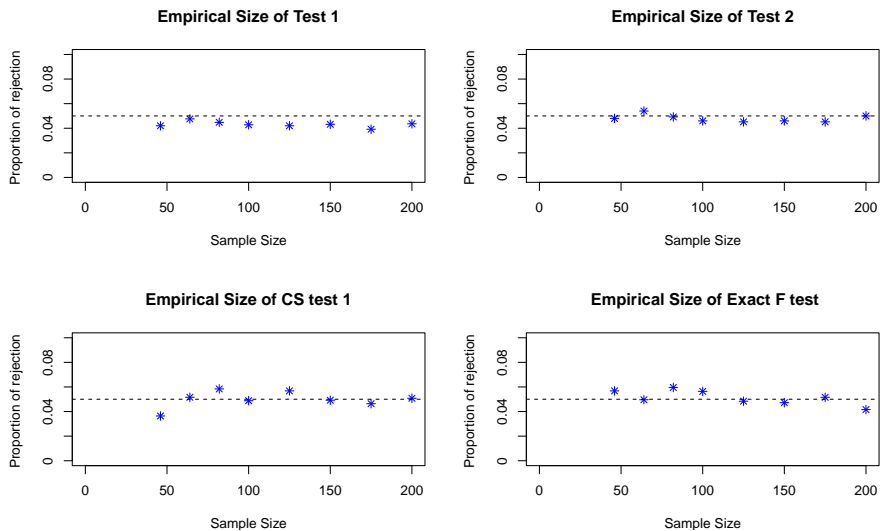 Empirical Size of Test 1
Proportion of rejection
0.08
0.04
0
0 50 100 150 200
Sample Size
Empirical Size of Test 2
Proportion of rejection
0.08
0.04
0
0 50 100 150 200
Sample Size
Empirical Size of CS test 1
Proportion of rejection
0.08
0.04
0
0 50 100 150 200
Sample Size
Empirical Size of Exact F test
Proportion of rejection
0.08
0.04
0
0 50 100 150 200
Sample Size